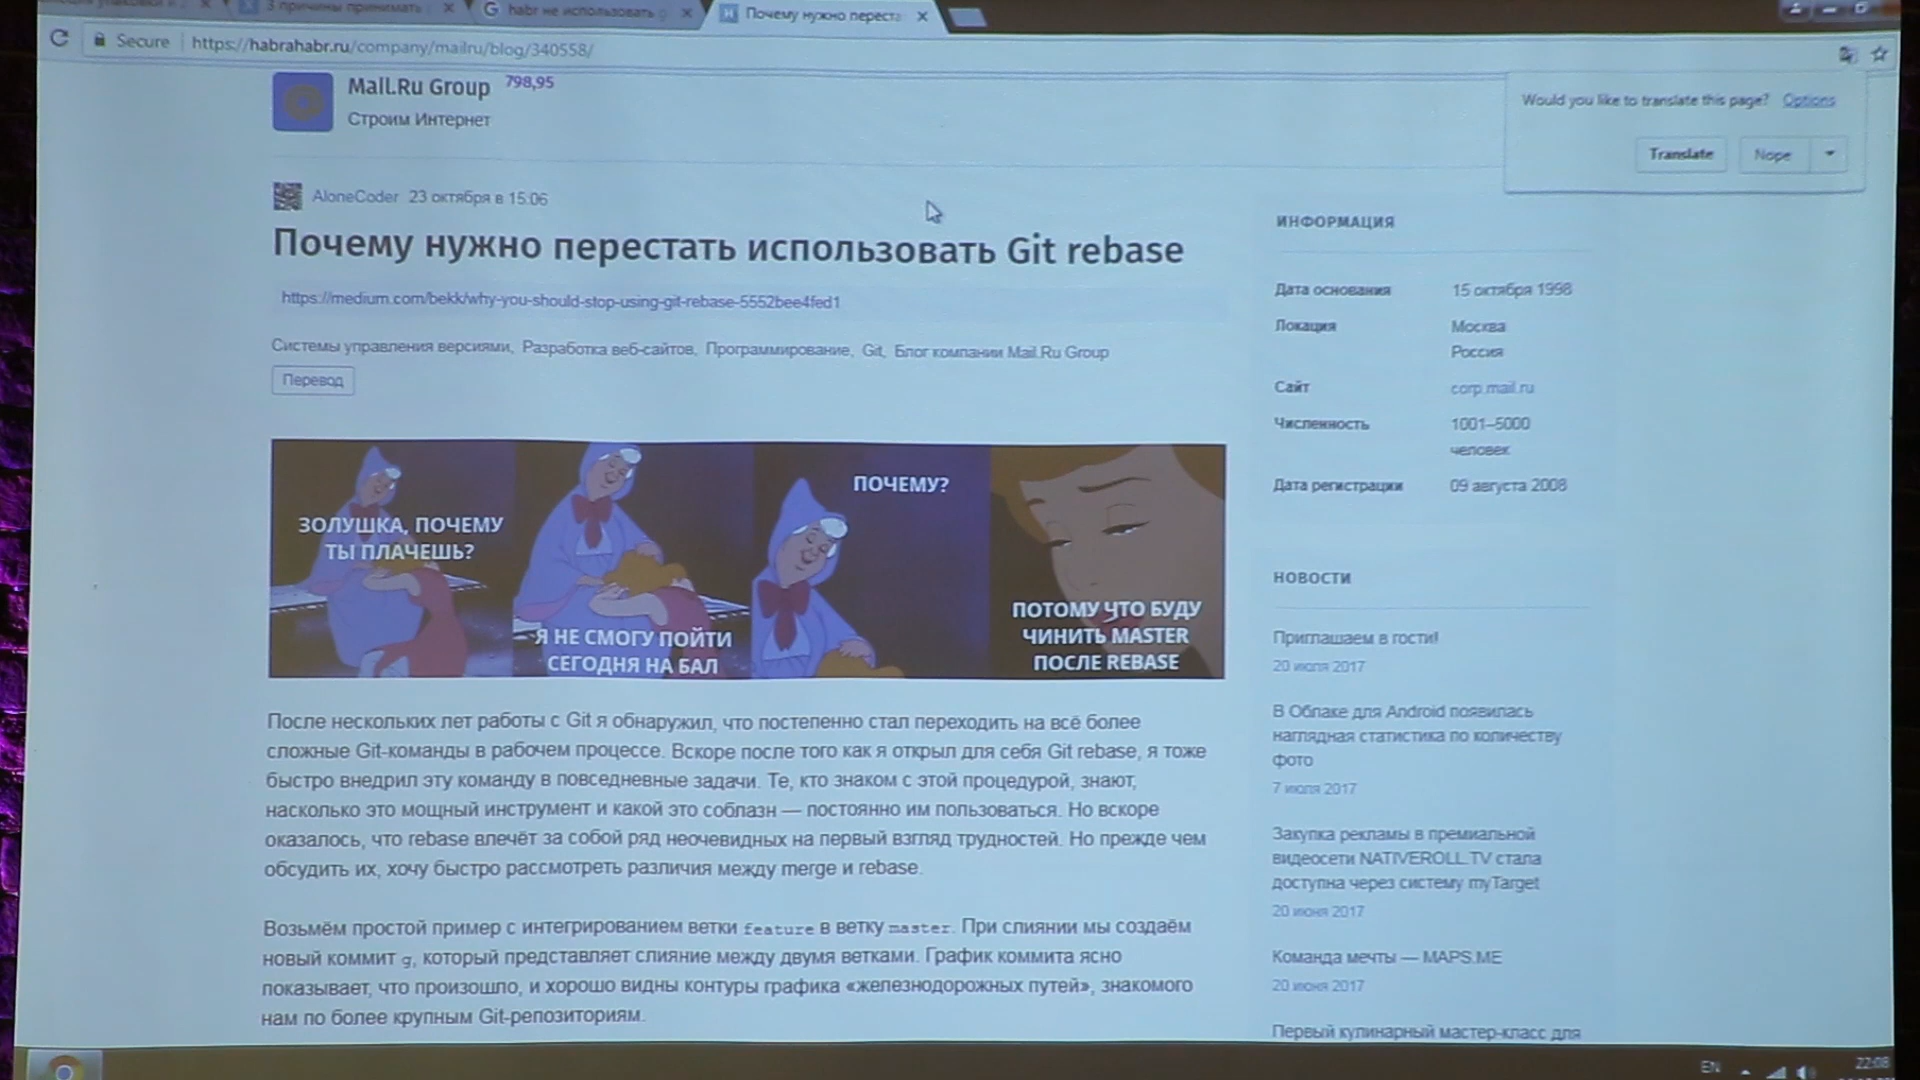 3 причины принимать
habr не использовать g
Почему нужно переста
Secure
https://habrahabr.ru/company/mailru/blog/340558/
Mail.Ru Group 798,95
Строим Интернет
Would you like to translate this page? Options
Translate Nope
AloneCoder 23 октября в 15:06
Почему нужно перестать использовать Git rebase
https://medium.com/bekk/why-you-should-stop-using-git-rebase-5552bee4fed1
Системы управления версиями, Разработка веб-сайтов, Программирование, Git, Блог компании Mail.Ru Group
Перевод
ЗОЛУШКА, ПОЧЕМУ
ТЫ ПЛАЧЕШЬ?
Я НЕ СМОГУ ПОЙТИ
СЕГОДНЯ НА БАЛ
ПОЧЕМУ?
ПОТОМУ ЧТО БУДУ
ЧИНИТЬ MASTER
ПОСЛЕ REBASE
После нескольких лет работы с Git я обнаружил, что постепенно стал переходить на всё более
сложные Git-команды в рабочем процессе. Вскоре после того как я открыл для себя Git rebase, я тоже
быстро внедрил эту команду в повседневные задачи. Те, кто знаком с этой процедурой, знают,
насколько это мощный инструмент и какой это соблазн — постоянно им пользоваться. Но вскоре
оказалось, что rebase влечёт за собой ряд неочевидных на первый взгляд трудностей. Но прежде чем
обсудить их, хочу быстро рассмотреть различия между merge и rebase.
Возьмём простой пример с интегрированием ветки feature в ветку master. При слиянии мы создаём
новый коммит g, который представляет слияние между двумя ветками. График коммита ясно
показывает, что произошло, и хорошо видны контуры графика «железнодорожных путей», знакомого
нам по более крупным Git-репозиториям.
ИНФОРМАЦИЯ
Дата основания 15 октября 1998
Локация Москва
Россия
Сайт corp.mail.ru
Численность 1001–5000
человек
Дата регистрации 09 августа 2008
НОВОСТИ
Приглашаем в гости!
20 июля 2017
В Облаке для Android появилась
наглядная статистика по количеству
фото
7 июля 2017
Закупка рекламы в премиальной
видеосети NATIVEROLL.TV стала
доступна через систему myTarget
20 июня 2017
Команда мечты — MAPS.ME
20 июня 2017
Первый кулинарный мастер-класс для
EN
22:08